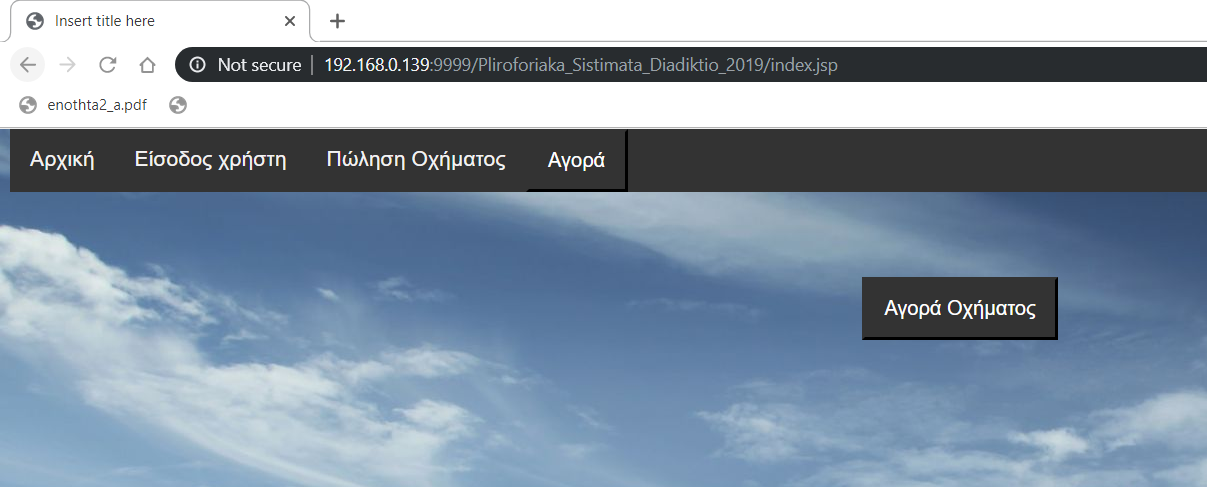 Insert title here
Not secure | 192.168.0.139:9999/Pliroforiaka_Sistimata_Diadiktio_2019/index.jsp
enothta2_a.pdf
Αρχική Είσοδος χρήστη Πώληση Οχήματος Αγορά
Αγορά Οχήματος